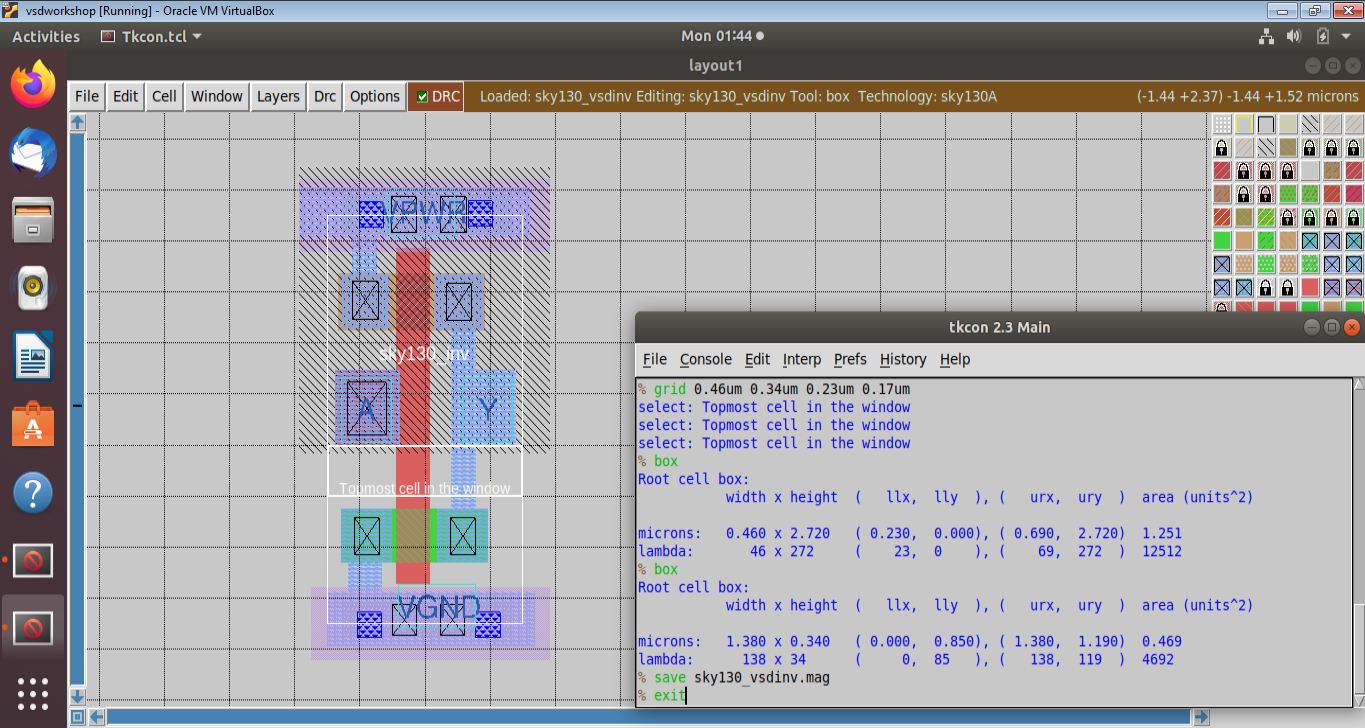 vsdworkshop [Running] - Oracle VM VirtualBox
Activities Tkcon.tcl Mon 01:44
layout1
File Edit Cell Window Layers Drc Options DRC Loaded: sky130_vsdinv Editing: sky130_vsdinv Tool: box Technology: sky130A (-1.44 +2.37) -1.44 +1.52 microns
VPWR
sky130_inv
A Y
Topmost cell in the window
VGND
tkcon 2.3 Main
File Console Edit Interp Prefs History Help
% grid 0.46um 0.34um 0.23um 0.17um
select: Topmost cell in the window
select: Topmost cell in the window
select: Topmost cell in the window
% box
Root cell box:
width x height ( llx, lly ), ( urx, ury ) area (units^2)
microns: 0.460 x 2.720 ( 0.230, 0.000), ( 0.690, 2.720) 1.251
lambda: 46 x 272 ( 23, 0 ), ( 69, 272 ) 12512
% box
Root cell box:
width x height ( llx, lly ), ( urx, ury ) area (units^2)
microns: 1.380 x 0.340 ( 0.000, 0.850), ( 1.380, 1.190) 0.469
lambda: 138 x 34 ( 0, 85 ), ( 138, 119 ) 4692
% save sky130_vsdinv.mag
% exit